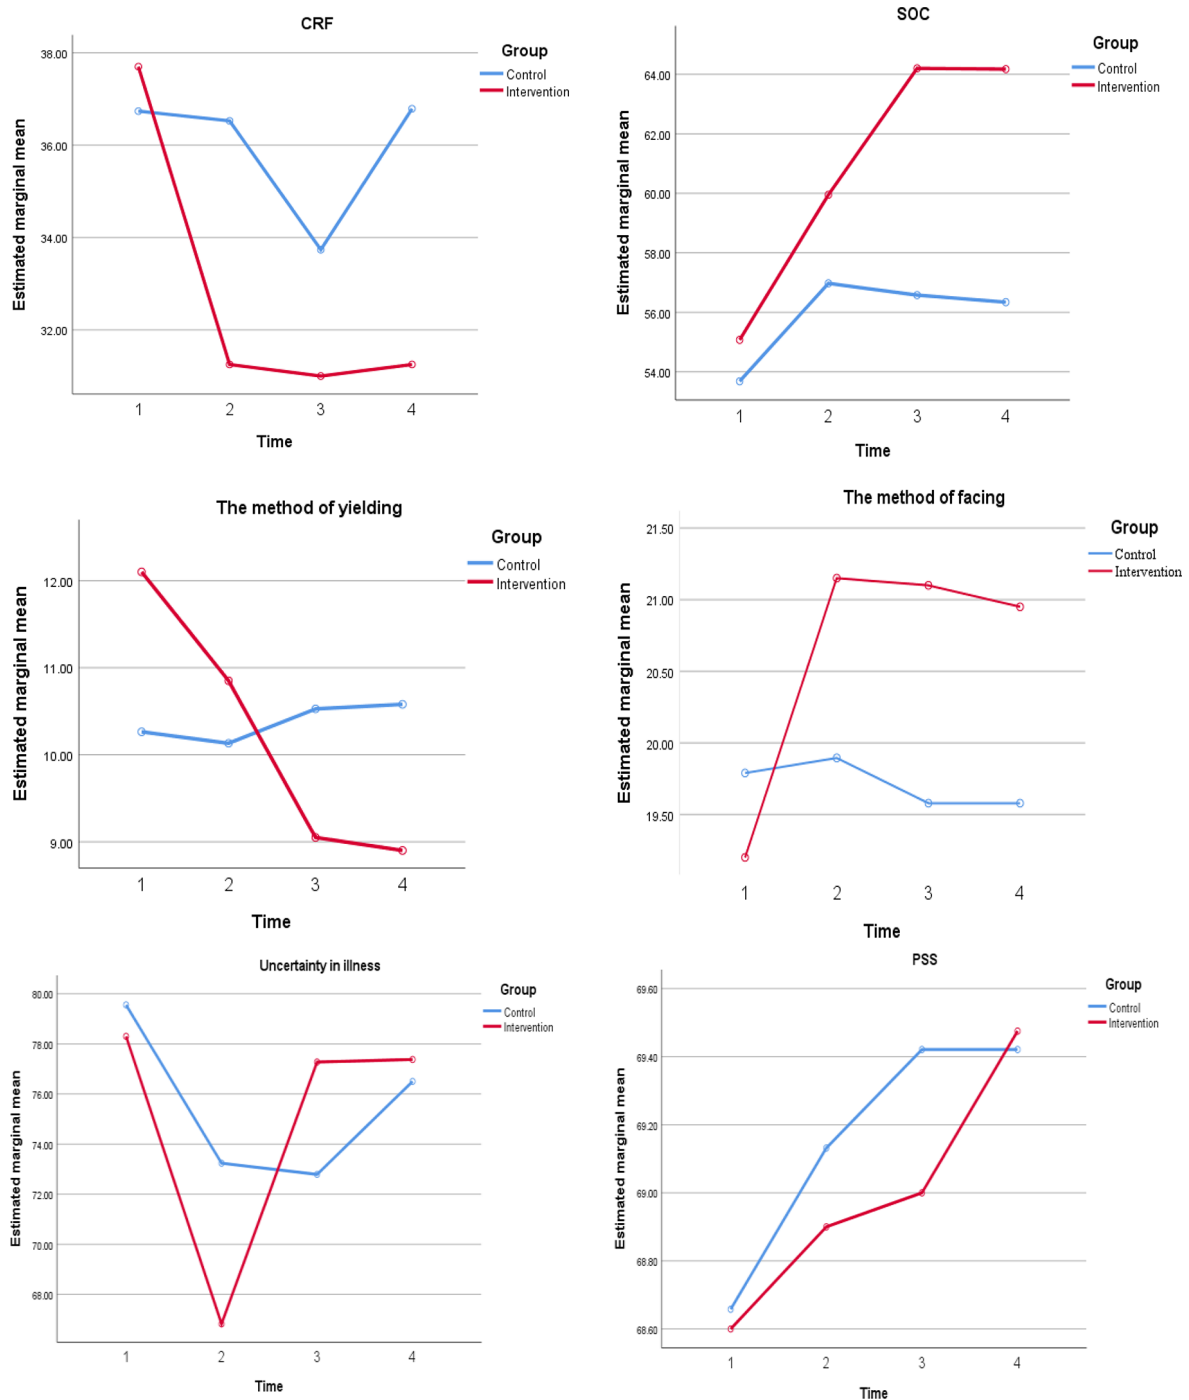 CRF
Group
Control
Intervention
38.00
36.00
34.00
32.00
Estimated marginal mean
1 2 3 4
Time
SOC
Group
Control
Intervention
64.00
62.00
60.00
58.00
56.00
54.00
Estimated marginal mean
1 2 3 4
Time
The method of yielding
Group
Control
Intervention
12.00
11.00
10.00
9.00
Estimated marginal mean
1 2 3 4
Time
The method of facing
Group
Control
Intervention
21.50
21.00
20.50
20.00
19.50
Estimated marginal mean
1 2 3 4
Time
Uncertainty in illness
Group
Control
Intervention
80.00
78.00
76.00
74.00
72.00
70.00
68.00
Estimated marginal mean
1 2 3 4
Time
PSS
Group
Control
Intervention
69.60
69.40
69.20
69.00
68.80
68.60
Estimated marginal mean
1 2 3 4
Time